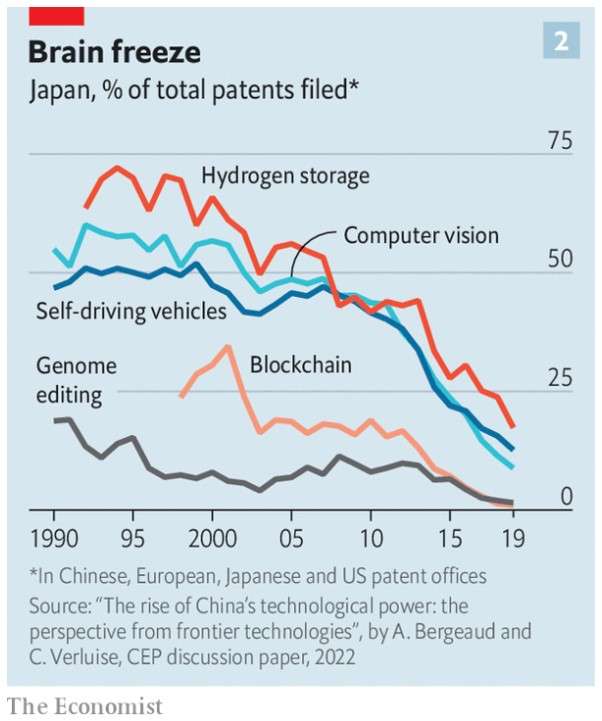 Brain freeze
2
Japan, % of total patents filed*
75
Hydrogen storage
Computer vision
50
Self-driving vehicles
Genome
editing
Blockchain
25
0
1990 95 2000 05 10 15 19
*In Chinese, European, Japanese and US patent offices
Source: “The rise of China’s technological power: the
perspective from frontier technologies”, by A. Bergeaud and
C. Verluise, CEP discussion paper, 2022
The Economist